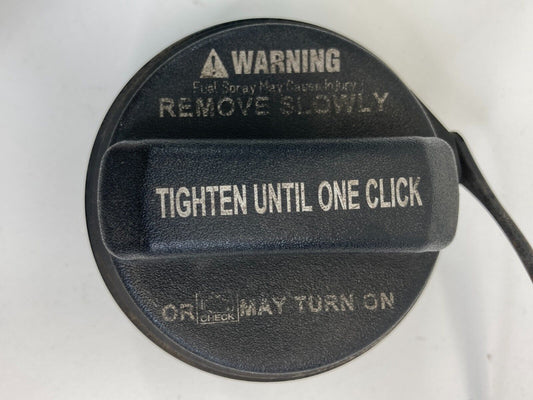 WARNING
Fuel Spray May Cause Injury
REMOVE SLOWLY
TIGHTEN UNTIL ONE CLICK
OR CHECK MAY TURN ON